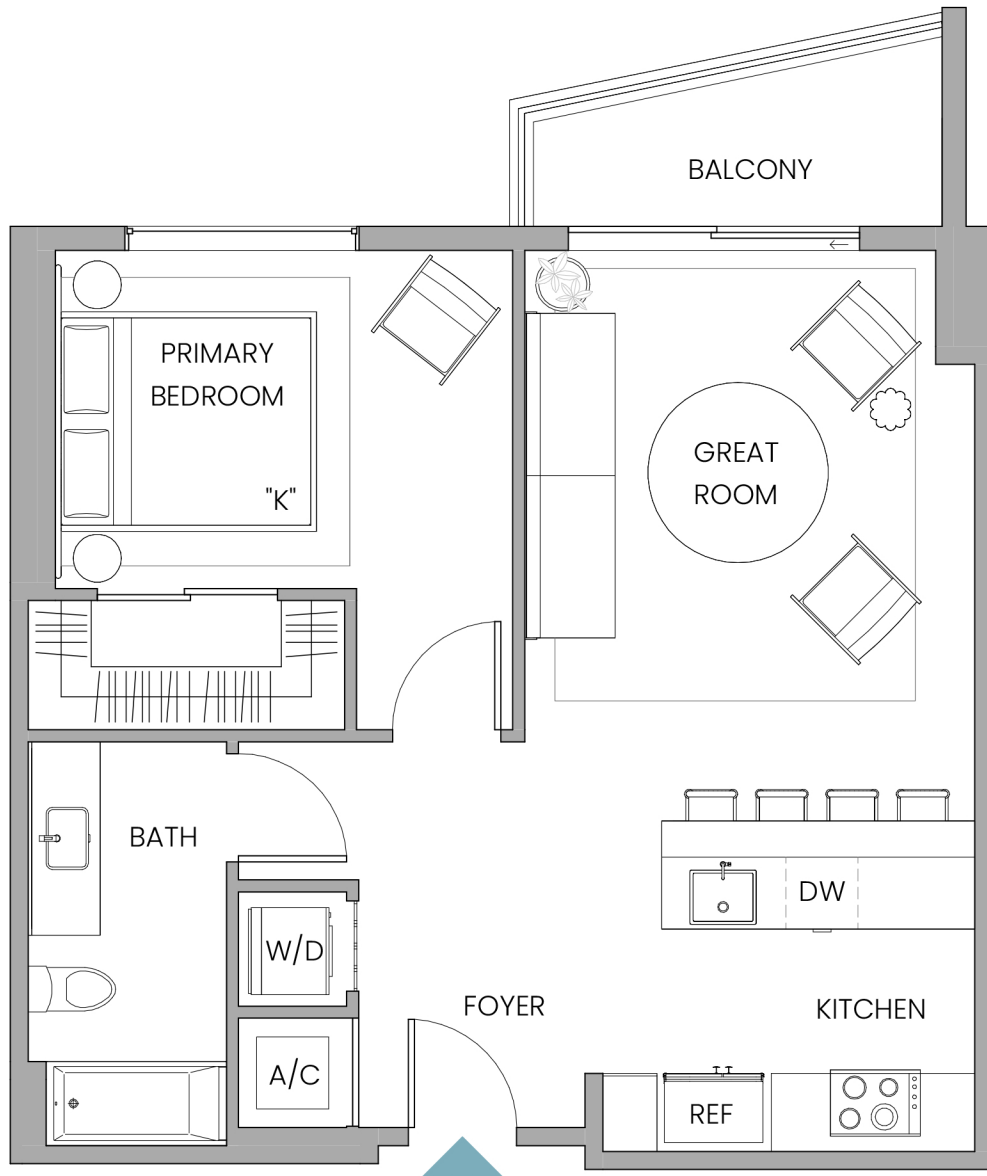 BALCONY
PRIMARY
BEDROOM
"K"
GREAT
ROOM
BATH
DW
W/D
FOYER
KITCHEN
A/C
REF